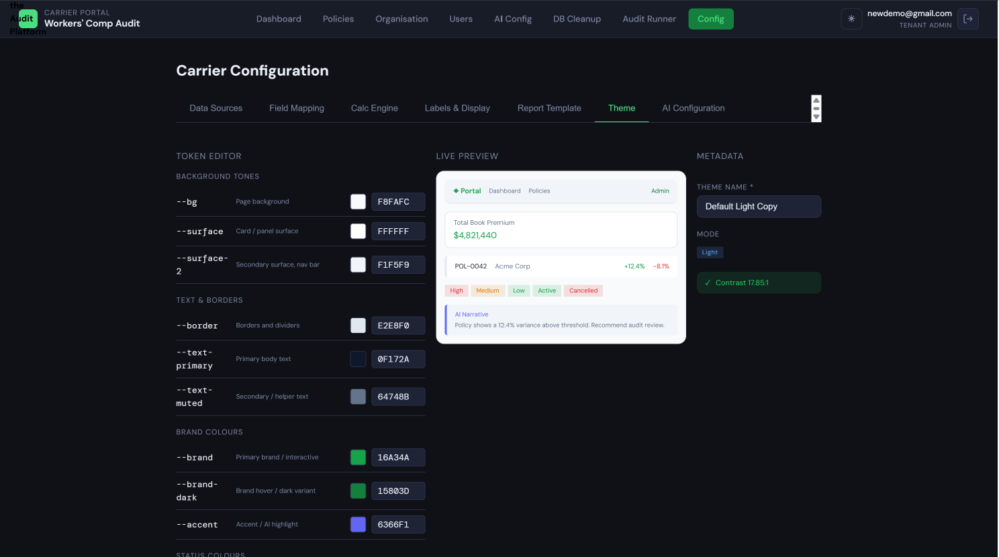 the
Audit
Platform
CARRIER PORTAL
Workers' Comp Audit
Dashboard
Policies
Organisation
Users
AI Config
DB Cleanup
Audit Runner
Config
newdemo@gmail.com
TENANT ADMIN
Carrier Configuration
Data Sources
Field Mapping
Calc Engine
Labels & Display
Report Template
Theme
AI Configuration
TOKEN EDITOR
BACKGROUND TONES
--bg Page background F8FAFC
--surface Card / panel surface FFFFFF
--surface-
2 Secondary surface, nav bar F1F5F9
TEXT & BORDERS
--border Borders and dividers E2E8F0
--text-
primary Primary body text 0F172A
--text-
muted Secondary / helper text 64748B
BRAND COLOURS
--brand Primary brand / interactive 16A34A
--brand-
dark Brand hover / dark variant 15803D
--accent Accent / AI highlight 6366F1
STATUS COLOURS
LIVE PREVIEW
◆ Portal Dashboard Policies Admin
Total Book Premium
$4,821,440
POL-0042 Acme Corp +12.4% -8.1%
High Medium Low Active Cancelled
AI Narrative
Policy shows a 12.4% variance above threshold. Recommend audit review.
METADATA
THEME NAME *
Default Light Copy
MODE
Light
✓ Contrast 17.85:1